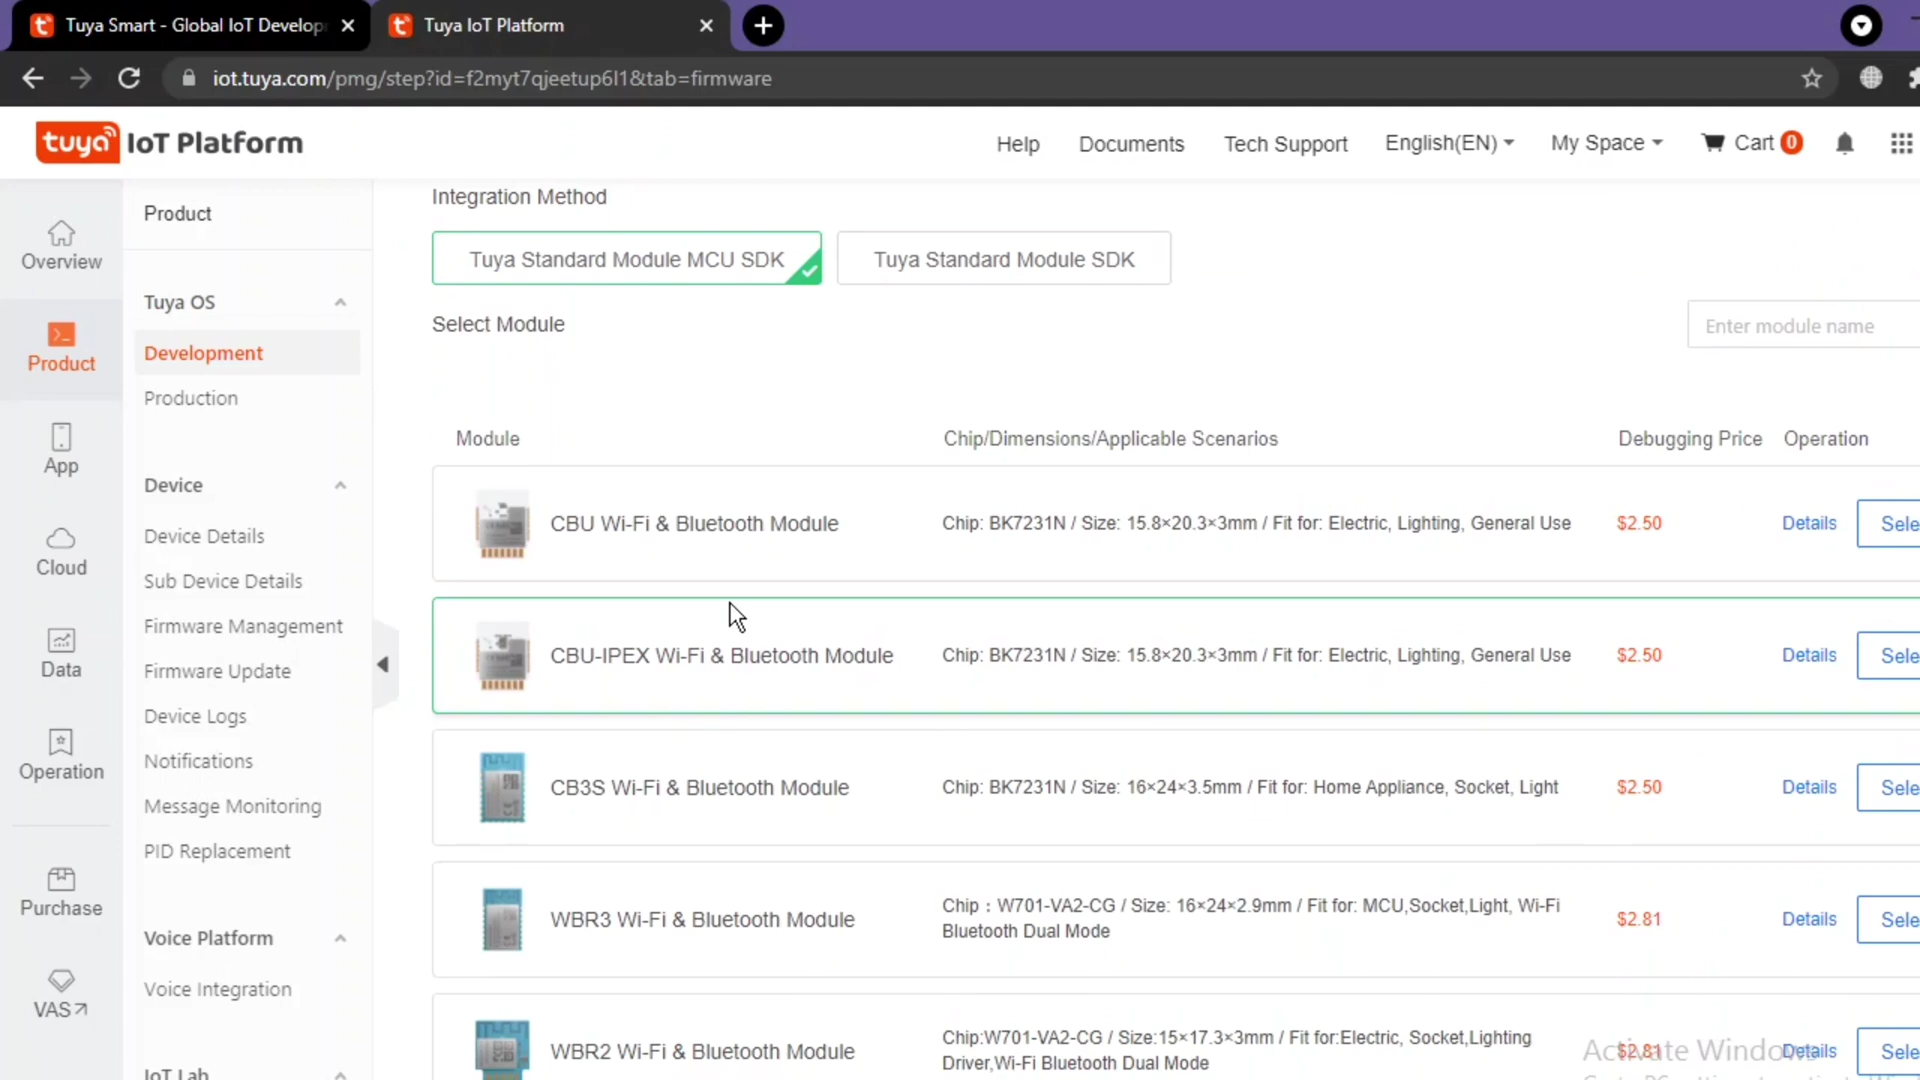 Tuya Smart - Global IoT Develop
Tuya IoT Platform
iot.tuya.com/pmg/step?id=f2myt7qjeetup6l1&tab=firmware
tuya IoT Platform
Help
Documents
Tech Support
English(EN)
My Space
Cart 0
Overview
Product
App
Cloud
Data
Operation
Purchase
VAS
Product
Tuya OS
Development
Production
Device
Device Details
Sub Device Details
Firmware Management
Firmware Update
Device Logs
Notifications
Message Monitoring
PID Replacement
Voice Platform
Voice Integration
IoT Lab
Integration Method
Tuya Standard Module MCU SDK
Tuya Standard Module SDK
Select Module
Enter module name
Module
Chip/Dimensions/Applicable Scenarios
Debugging Price
Operation
CBU Wi-Fi & Bluetooth Module
Chip: BK7231N / Size: 15.8×20.3×3mm / Fit for: Electric, Lighting, General Use
$2.50
Details
Sele
CBU-IPEX Wi-Fi & Bluetooth Module
Chip: BK7231N / Size: 15.8×20.3×3mm / Fit for: Electric, Lighting, General Use
$2.50
Details
Sele
CB3S Wi-Fi & Bluetooth Module
Chip: BK7231N / Size: 16×24×3.5mm / Fit for: Home Appliance, Socket, Light
$2.50
Details
Sele
WBR3 Wi-Fi & Bluetooth Module
Chip：W701-VA2-CG / Size: 16×24×2.9mm / Fit for: MCU,Socket,Light, Wi-Fi
Bluetooth Dual Mode
$2.81
Details
Sele
WBR2 Wi-Fi & Bluetooth Module
Chip:W701-VA2-CG / Size:15×17.3×3mm / Fit for:Electric, Socket,Lighting
Driver,Wi-Fi Bluetooth Dual Mode
$2.81
Details
Sele
Activate Windows